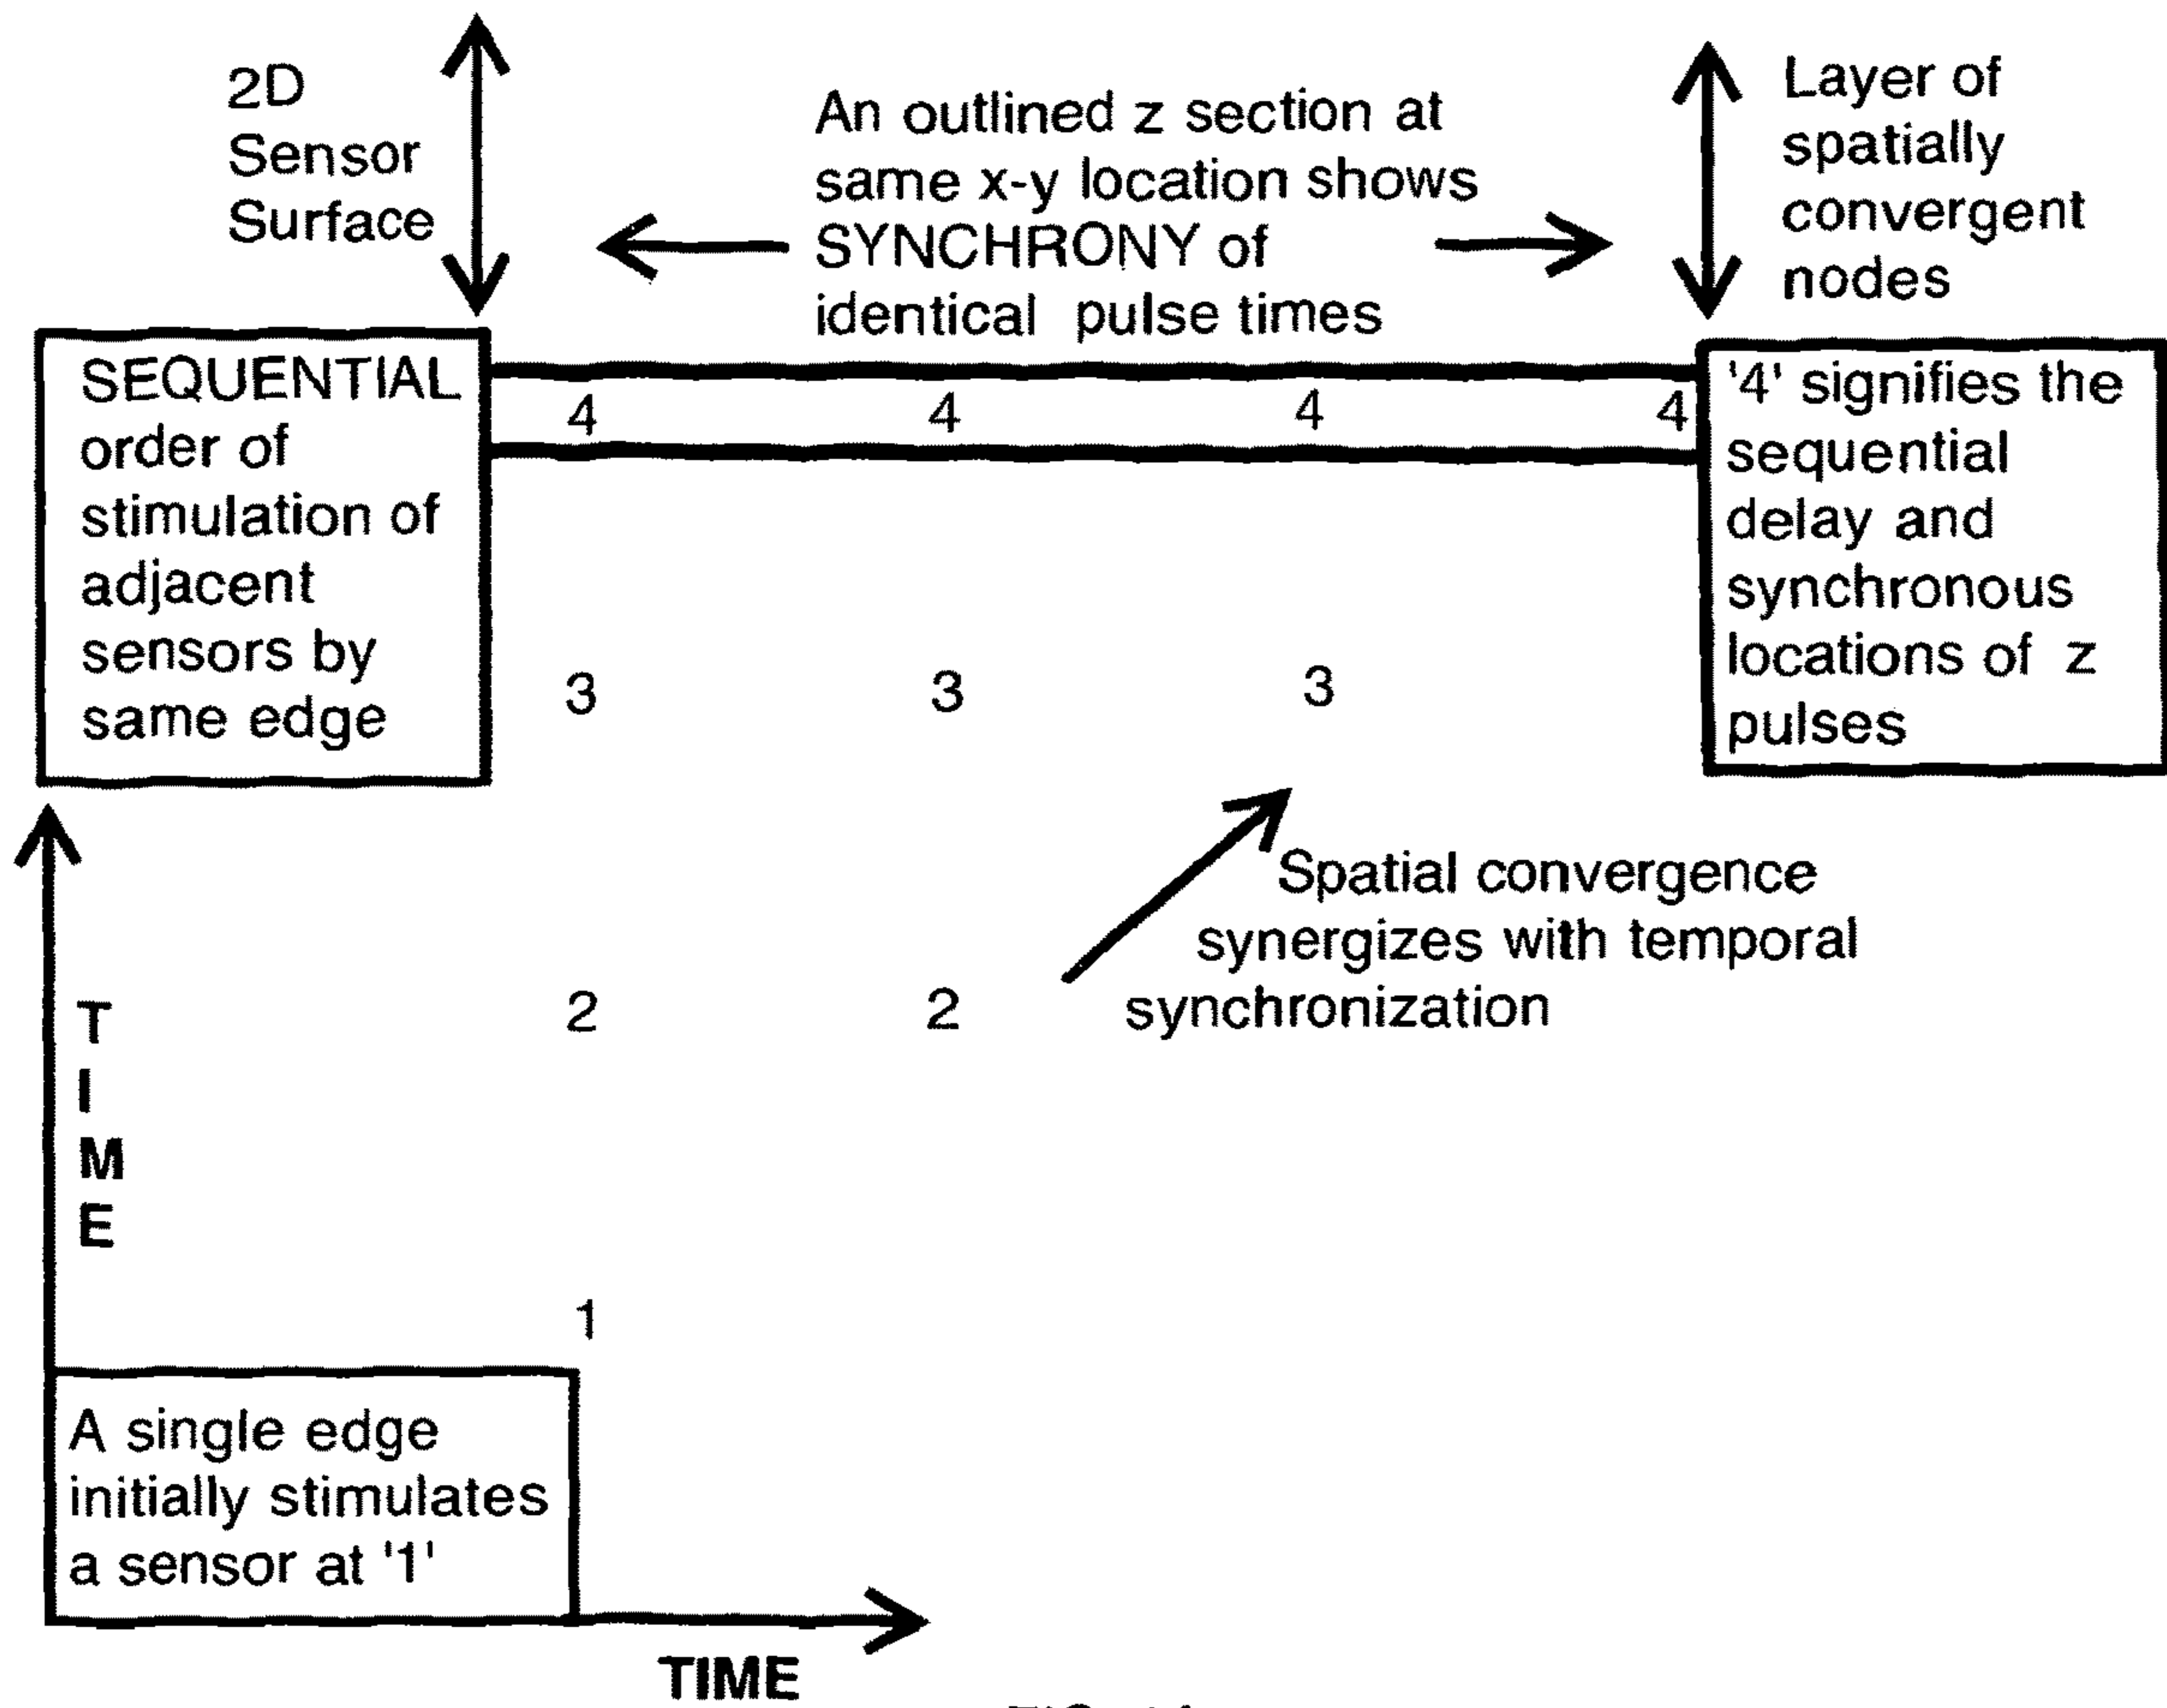 2D
Sensor
Surface
An outlined z section at
same x-y location shows
SYNCHRONY of
identical pulse times
Layer of
spatially
convergent
nodes
SEQUENTIAL
order of
stimulation of
adjacent
sensors by
same edge
4 4 4 4
'4' signifies the
sequential
delay and
synchronous
locations of z
pulses
3 3 3
Spatial convergence
synergizes with temporal
synchronization
2 2
T
I
M
E
1
A single edge
initially stimulates
a sensor at '1'
TIME